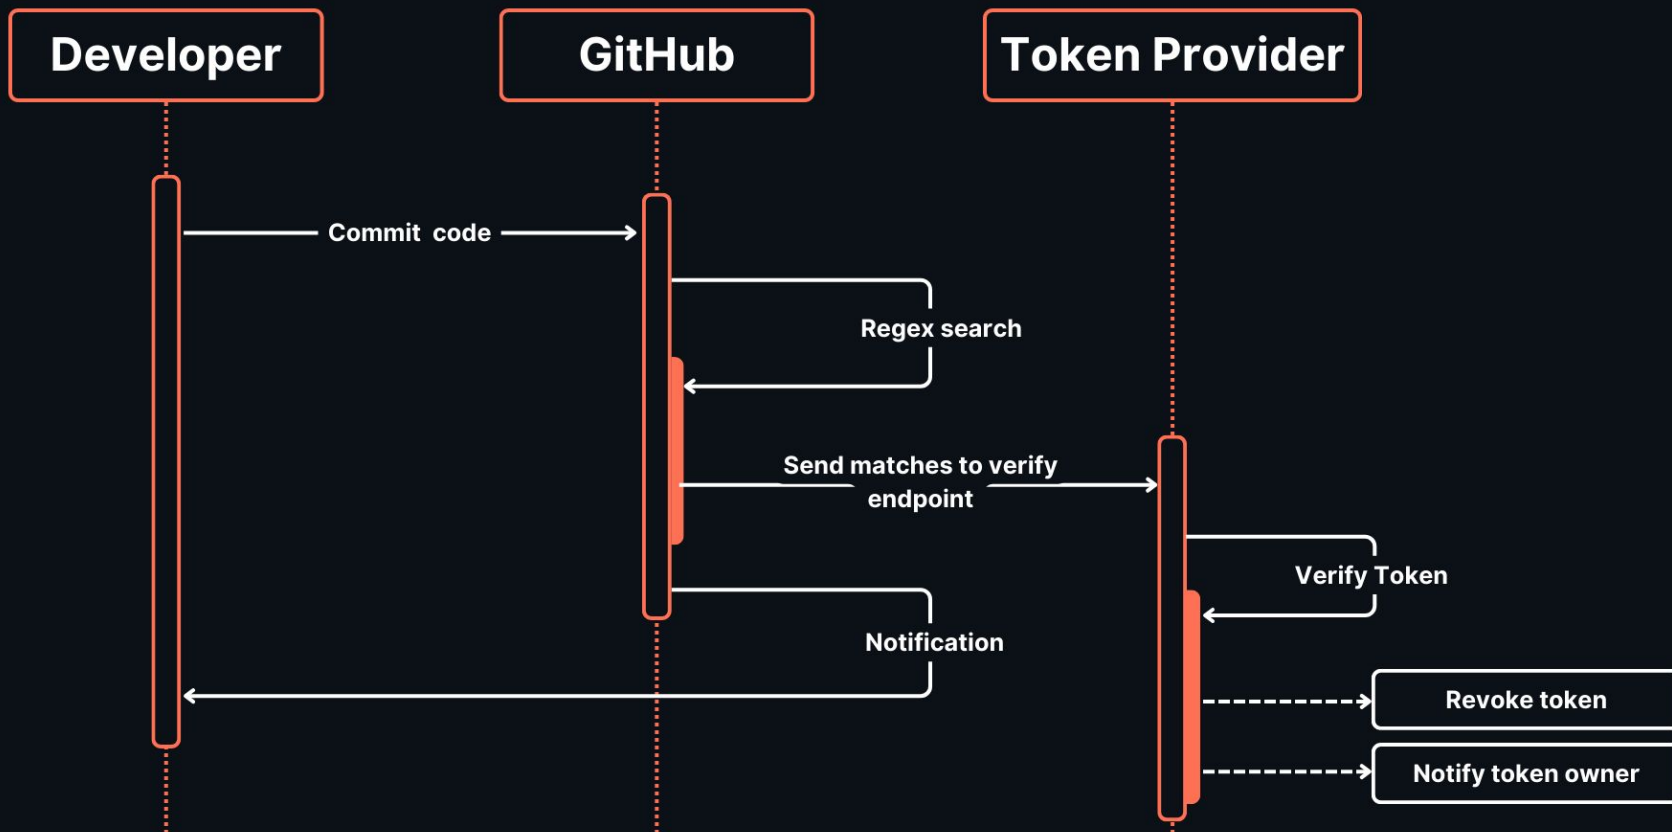 Developer
GitHub
Token Provider
Commit code
Regex search
Send matches to verify
endpoint
Verify Token
Notification
Revoke token
Notify token owner